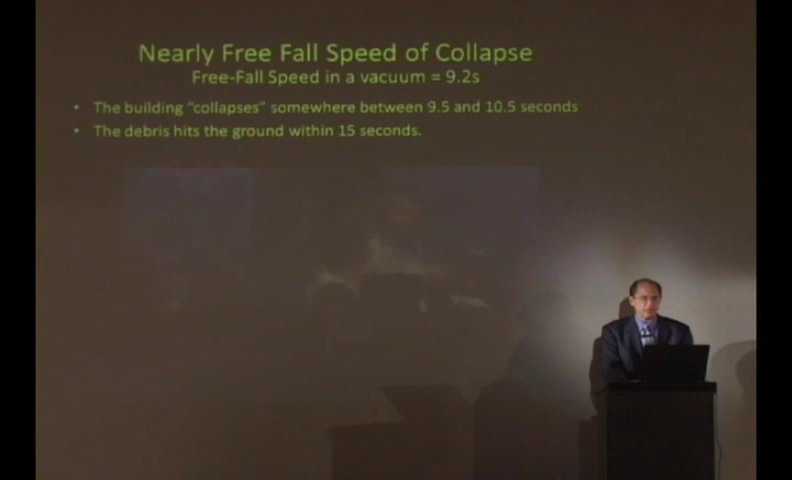 Nearly Free Fall Speed of Collapse
Free-Fall Speed in a vacuum = 9.2s
• The building "collapses" somewhere between 9.5 and 10.5 seconds
• The debris hits the ground within 15 seconds.